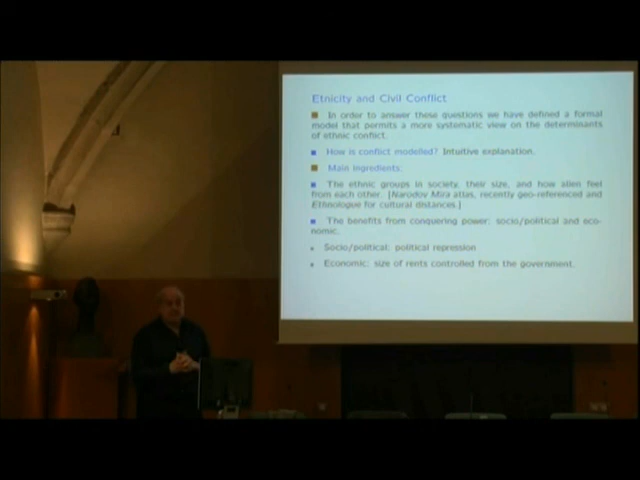 Etnicity and Civil Conflict
In order to answer these questions we have defined a formal
model that permits a more systematic view on the determinants
of ethnic conflict.
How is conflict modelled? Intuitive explanation.
Main ingredients:
The ethnic groups in society, their size, and how alien feel
from each other. [Narodov Mira atlas, recently geo-referenced and
Ethnologue for cultural distances.]
The benefits from conquering power: socio/political and eco-
nomic.
Socio/political: political repression
Economic: size of rents controlled from the government.